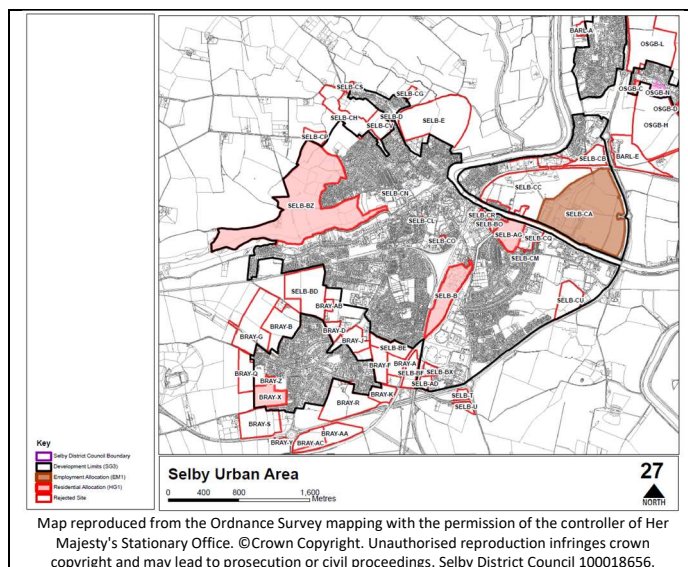 BARL-A
OSGB-L
OSGB-C
OSGB-N
OSGB-D
OSGB-H
BARL-E
SELB-CS
SELB-CG
SELB-CH
SELB-D
SELB-CV
SELB-E
SELB-CP
SELB-CB
SELB-CC
SELB-CA
SELB-BZ
SELB-CN
SELB-CL
SELB-CR
SELB-BO
SELB-AG
SELB-CQ
SELB-CO
SELB-CM
SELB-B
SELB-CU
SELB-BD
BRAY-AB
BRAY-B
BRAY-D
BRAY-G
BRAY-J
SELB-BE
BRAY-A
BRAY-F
SELB-BF
SELB-BX
SELB-AD
BRAY-Q
BRAY-Z
BRAY-X
BRAY-K
BRAY-R
SELB-T
SELB-U
BRAY-S
BRAY-AA
BRAY-Y
BRAY-AC
Key
Selby District Council Boundary
Development Limits (SG3)
Employment Allocation (EM1)
Residential Allocation (HG1)
Rejected Site
Selby Urban Area
27
0 400 800 1,600
Metres
NORTH
Map reproduced from the Ordnance Survey mapping with the permission of the controller of Her
Majesty's Stationary Office. ©Crown Copyright. Unauthorised reproduction infringes crown
copyright and may lead to prosecution or civil proceedings. Selby District Council 100018656.